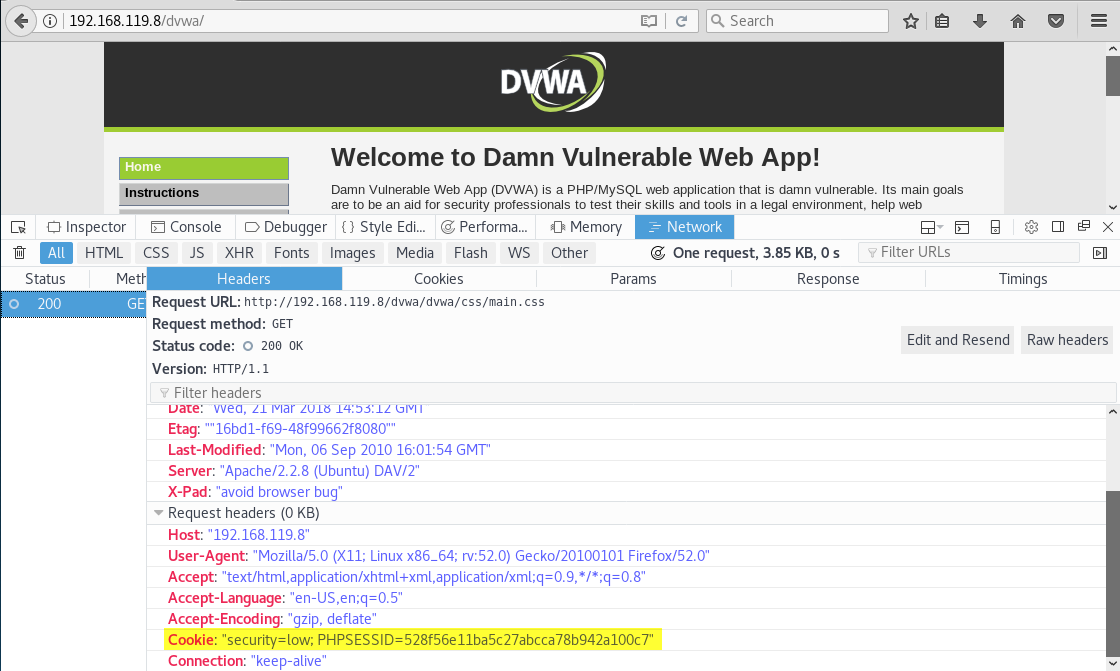 192.168.119.8/dvwa/ Search
DVWA
Home
Welcome to Damn Vulnerable Web App!
Instructions
Damn Vulnerable Web App (DVWA) is a PHP/MySQL web application that is damn vulnerable. Its main goals
are to be an aid for security professionals to test their skills and tools in a legal environment, help web
Inspector Console Debugger { } Style Edi... Performa... Memory Network
All HTML CSS JS XHR Fonts Images Media Flash WS Other One request, 3.85 KB, 0 s Filter URLs
Status Meth Headers Cookies Params Response Timings
200 GE
Request URL: http://192.168.119.8/dvwa/dvwa/css/main.css
Request method: GET
Edit and Resend Raw headers
Status code: 200 OK
Version: HTTP/1.1
Filter headers
Date: "Wed, 21 Mar 2018 14:53:12 GMT"
Etag: ""16bd1-f69-48f99662f8080""
Last-Modified: "Mon, 06 Sep 2010 16:01:54 GMT"
Server: "Apache/2.2.8 (Ubuntu) DAV/2"
X-Pad: "avoid browser bug"
Request headers (0 KB)
Host: "192.168.119.8"
User-Agent: "Mozilla/5.0 (X11; Linux x86_64; rv:52.0) Gecko/20100101 Firefox/52.0"
Accept: "text/html,application/xhtml+xml,application/xml;q=0.9,*/*;q=0.8"
Accept-Language: "en-US,en;q=0.5"
Accept-Encoding: "gzip, deflate"
Cookie: "security=low; PHPSESSID=528f56e11ba5c27abcca78b942a100c7"
Connection: "keep-alive"